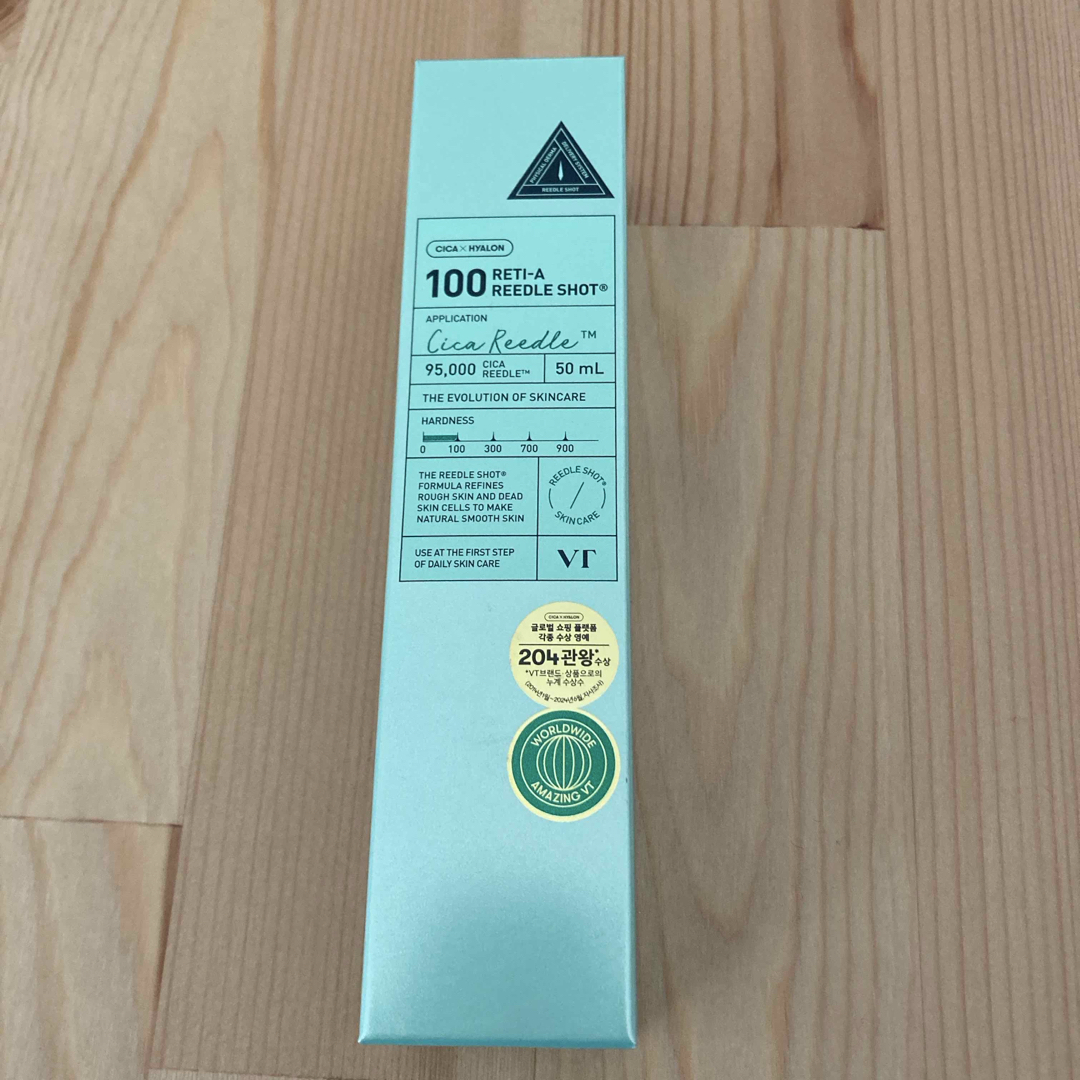 PHYSICAL DERMA
DELIVERY SYSTEM
REEDLE SHOT
CICA × HYALON
100 RETI-A
REEDLE SHOT®
APPLICATION
Cica Reedle™
95,000 CICA
REEDLE™
50 mL
THE EVOLUTION OF SKINCARE
HARDNESS
0 100 300 700 900
THE REEDLE SHOT®
FORMULA REFINES
ROUGH SKIN AND DEAD
SKIN CELLS TO MAKE
NATURAL SMOOTH SKIN
REEDLE SHOT®
SKINCARE
USE AT THE FIRST STEP
OF DAILY SKIN CARE
VT
CICA × HYALON
글로벌 쇼핑 플랫폼
각종 수상 영예
204관왕*수상
*VT브랜드 상품으로의
누계 수상수
WORLDWIDE
AMAZING VT